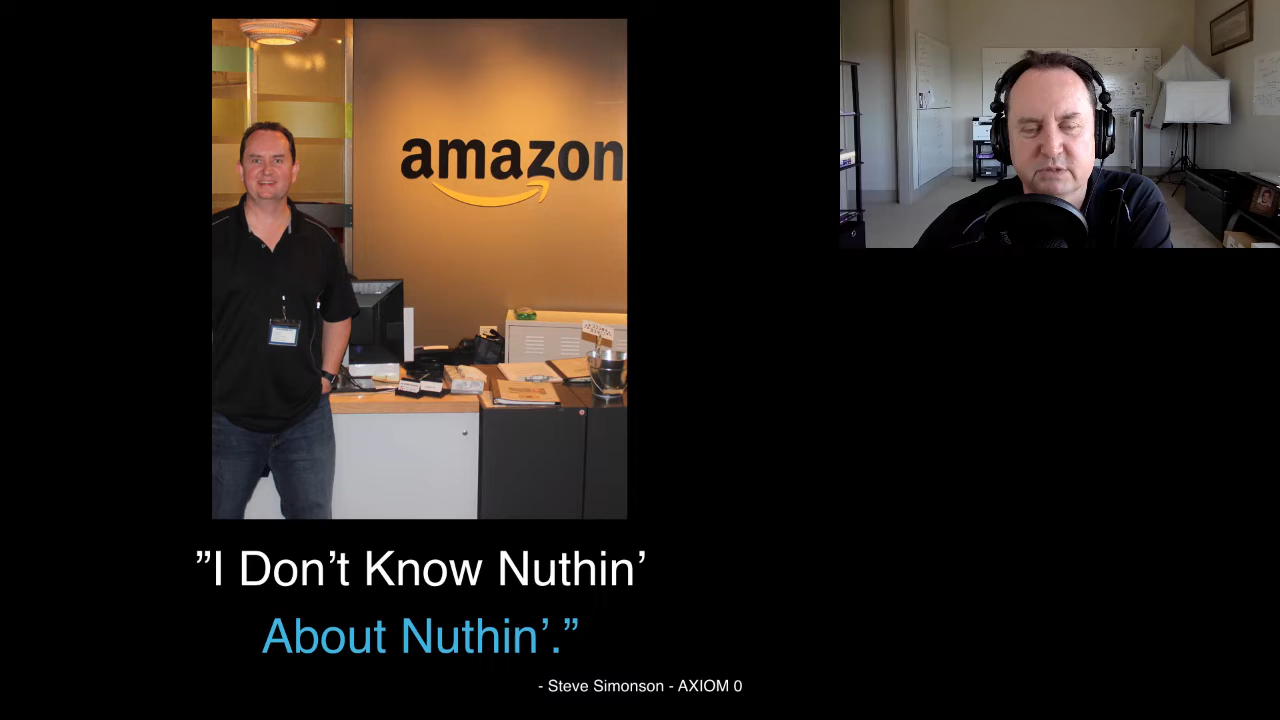 amazon
”I Don’t Know Nuthin’
About Nuthin’.”
- Steve Simonson - AXIOM 0